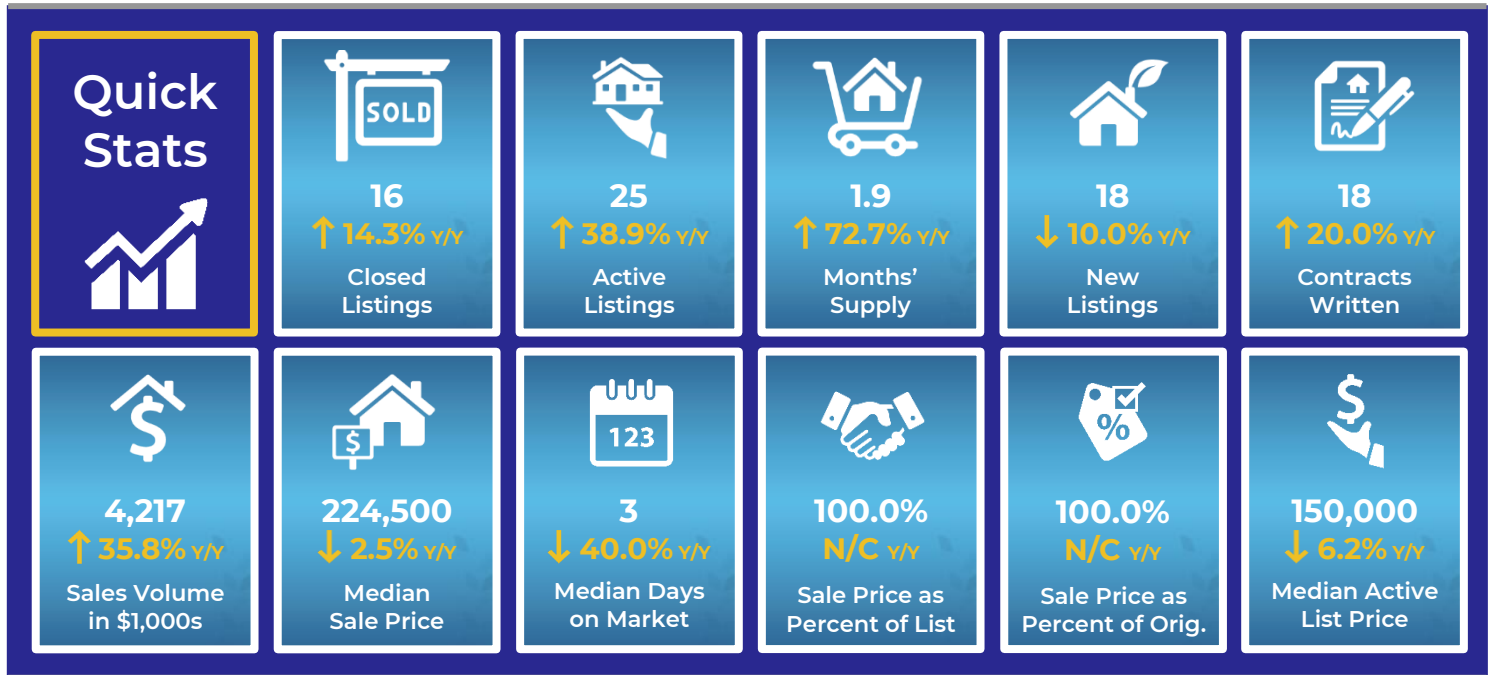 Quick
Stats
SOLD
16
↑ 14.3% Y/Y
Closed
Listings
25
↑ 38.9% Y/Y
Active
Listings
1.9
↑ 72.7% Y/Y
Months’
Supply
18
↓ 10.0% Y/Y
New
Listings
18
↑ 20.0% Y/Y
Contracts
Written
$
4,217
↑ 35.8% Y/Y
Sales Volume
in $1,000s
$
224,500
↓ 2.5% Y/Y
Median
Sale Price
123
3
↓ 40.0% Y/Y
Median Days
on Market
100.0%
N/C Y/Y
Sale Price as
Percent of List
%
100.0%
N/C Y/Y
Sale Price as
Percent of Orig.
$
150,000
↓ 6.2% Y/Y
Median Active
List Price